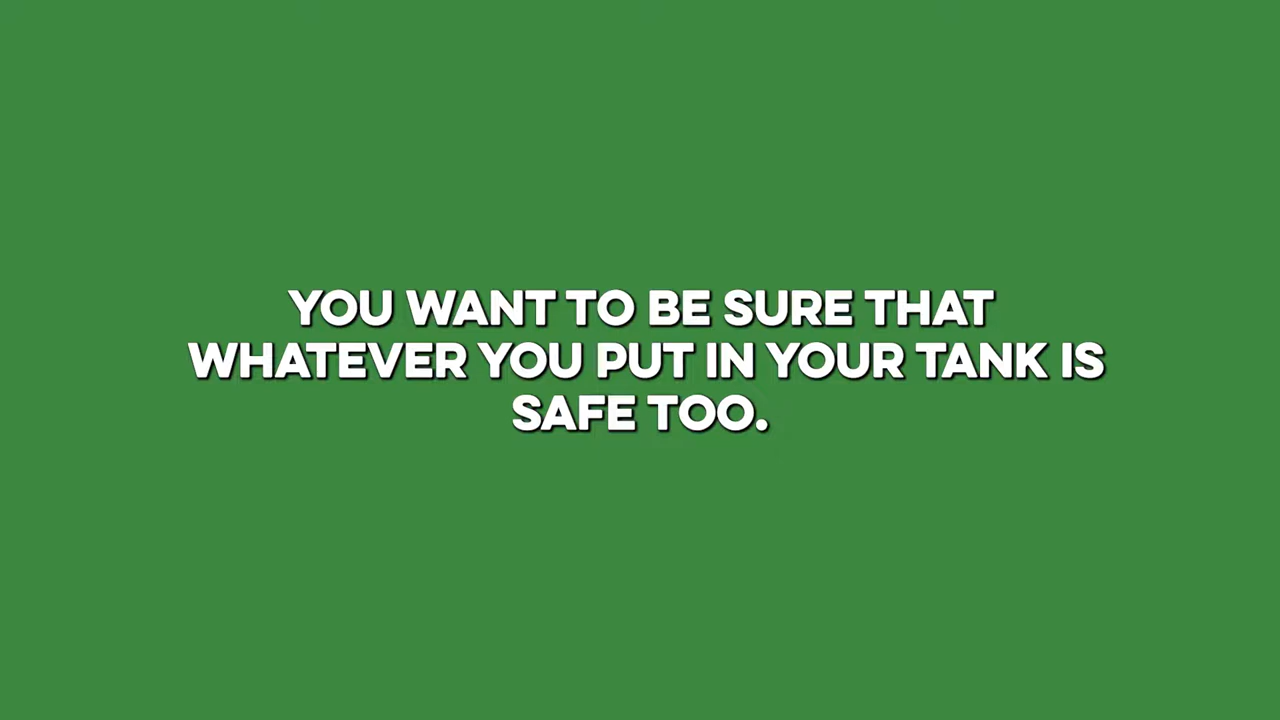 YOU WANT TO BE SURE THAT
WHATEVER YOU PUT IN YOUR TANK IS
SAFE TOO.